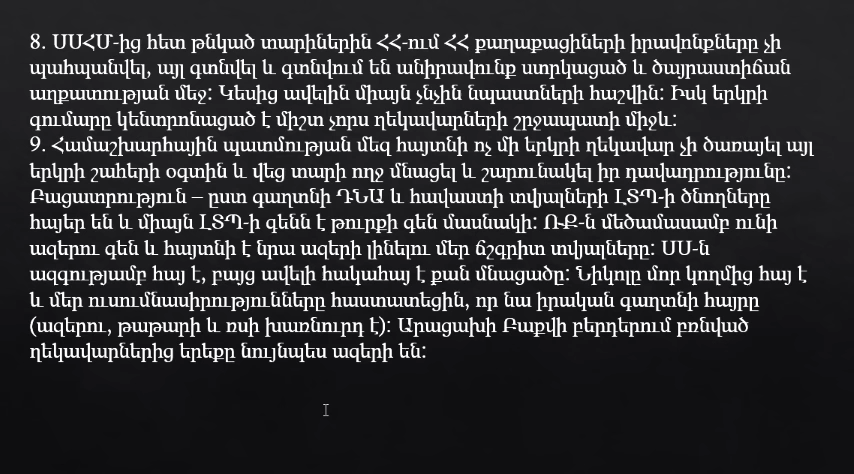 8. ՍՍՀՄ-ից հետ թնկած տարիներին ՀՀ-ում ՀՀ քաղաքացիների իրավոնքները չի
պահպանվել, այլ գտնվել և գտնվում են անիրավունք ստրկացած և ծայրաստիճան
աղքատության մեջ: Կեսից ավելին միայն չնչին նպաստների հաշվին: Իսկ երկրի
գումարը կենտրոնացած է միշտ չորս ղեկավարների շրջապատի միջև:
9. Համաշխարհային պատմության մեզ հայտնի ոչ մի երկրի ղեկավար չի ծառայել այլ
երկրի շահերի օգտին և վեց տարի ողջ մնացել և շարունակել իր դավադրությունը:
Բացատրություն – ըստ գաղտնի ԴՆԱ և հավաստի տվյալների ԼՏՊ-ի ծնողները
հայեր են և միայն ԼՏՊ-ի գենն է թուրքի գեն մասնակի: ՌՔ-ն մեծամասամբ ունի
ազերու գեն և հայտնի է նրա ազերի լինելու մեր ճշգրիտ տվյալները: ՍՍ-ն
ազգությամբ հայ է, բայց ավելի հակահայ է քան մնացածը: Նիկոլը մոր կողմից հայ է
և մեր ուսումնասիրությունները հաստատեցին, որ նա իրական գաղտնի հայրը
(ազերու, թաթարի և ռսի խառնուրդ է): Արացախի Բաքվի բերդերում բռնված
ղեկավարներից երեքը նույնպես ազերի են: